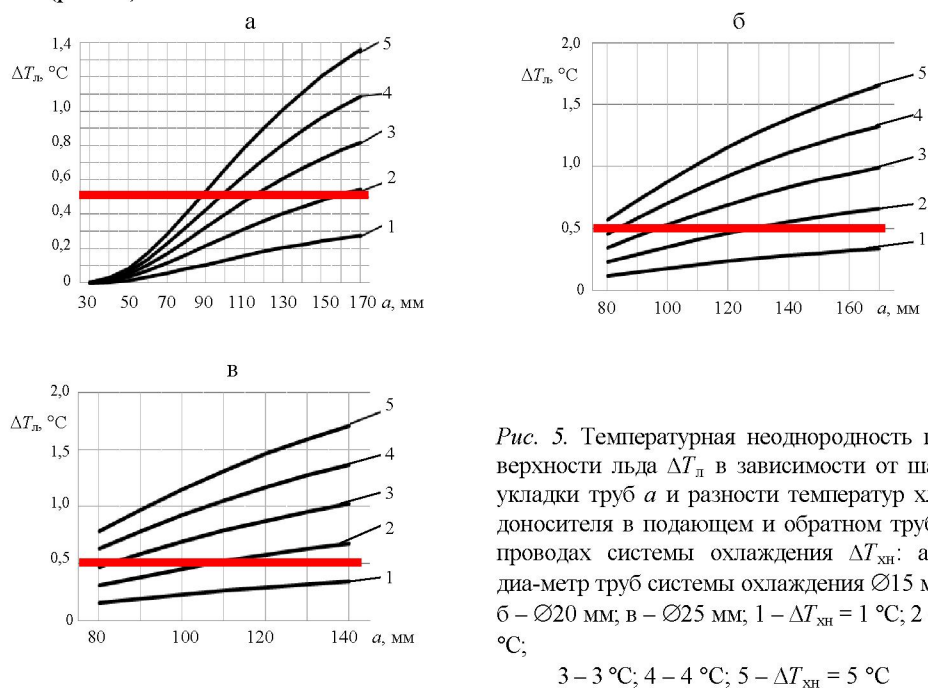 а
б
1,4
ΔTл, °C
1,0
0,8
0,6
0,4
0,2
0
30 50 70 90 110 130 150 170 a, мм
5
4
3
2
1
2,0
ΔTл, °C
1,5
1,0
0,5
0
80 100 120 140 160 a, мм
5
4
3
2
1
в
2,0
ΔTл, °C
1,5
1,0
0,5
0
80 100 120 140 a, мм
5
4
3
2
1
Рис. 5. Температурная неоднородность
верхности льда ΔTл в зависимости от
укладки труб a и разности температур
доносителя в подающем и обратном
проводах системы охлаждения ΔTхн: а
диа-метр труб системы охлаждения ∅15
б – ∅20 мм; в – ∅25 мм; 1 – ΔTхн = 1 °C; 2
°C;
3 – 3 °C; 4 – 4 °C; 5 – ΔTхн = 5 °C